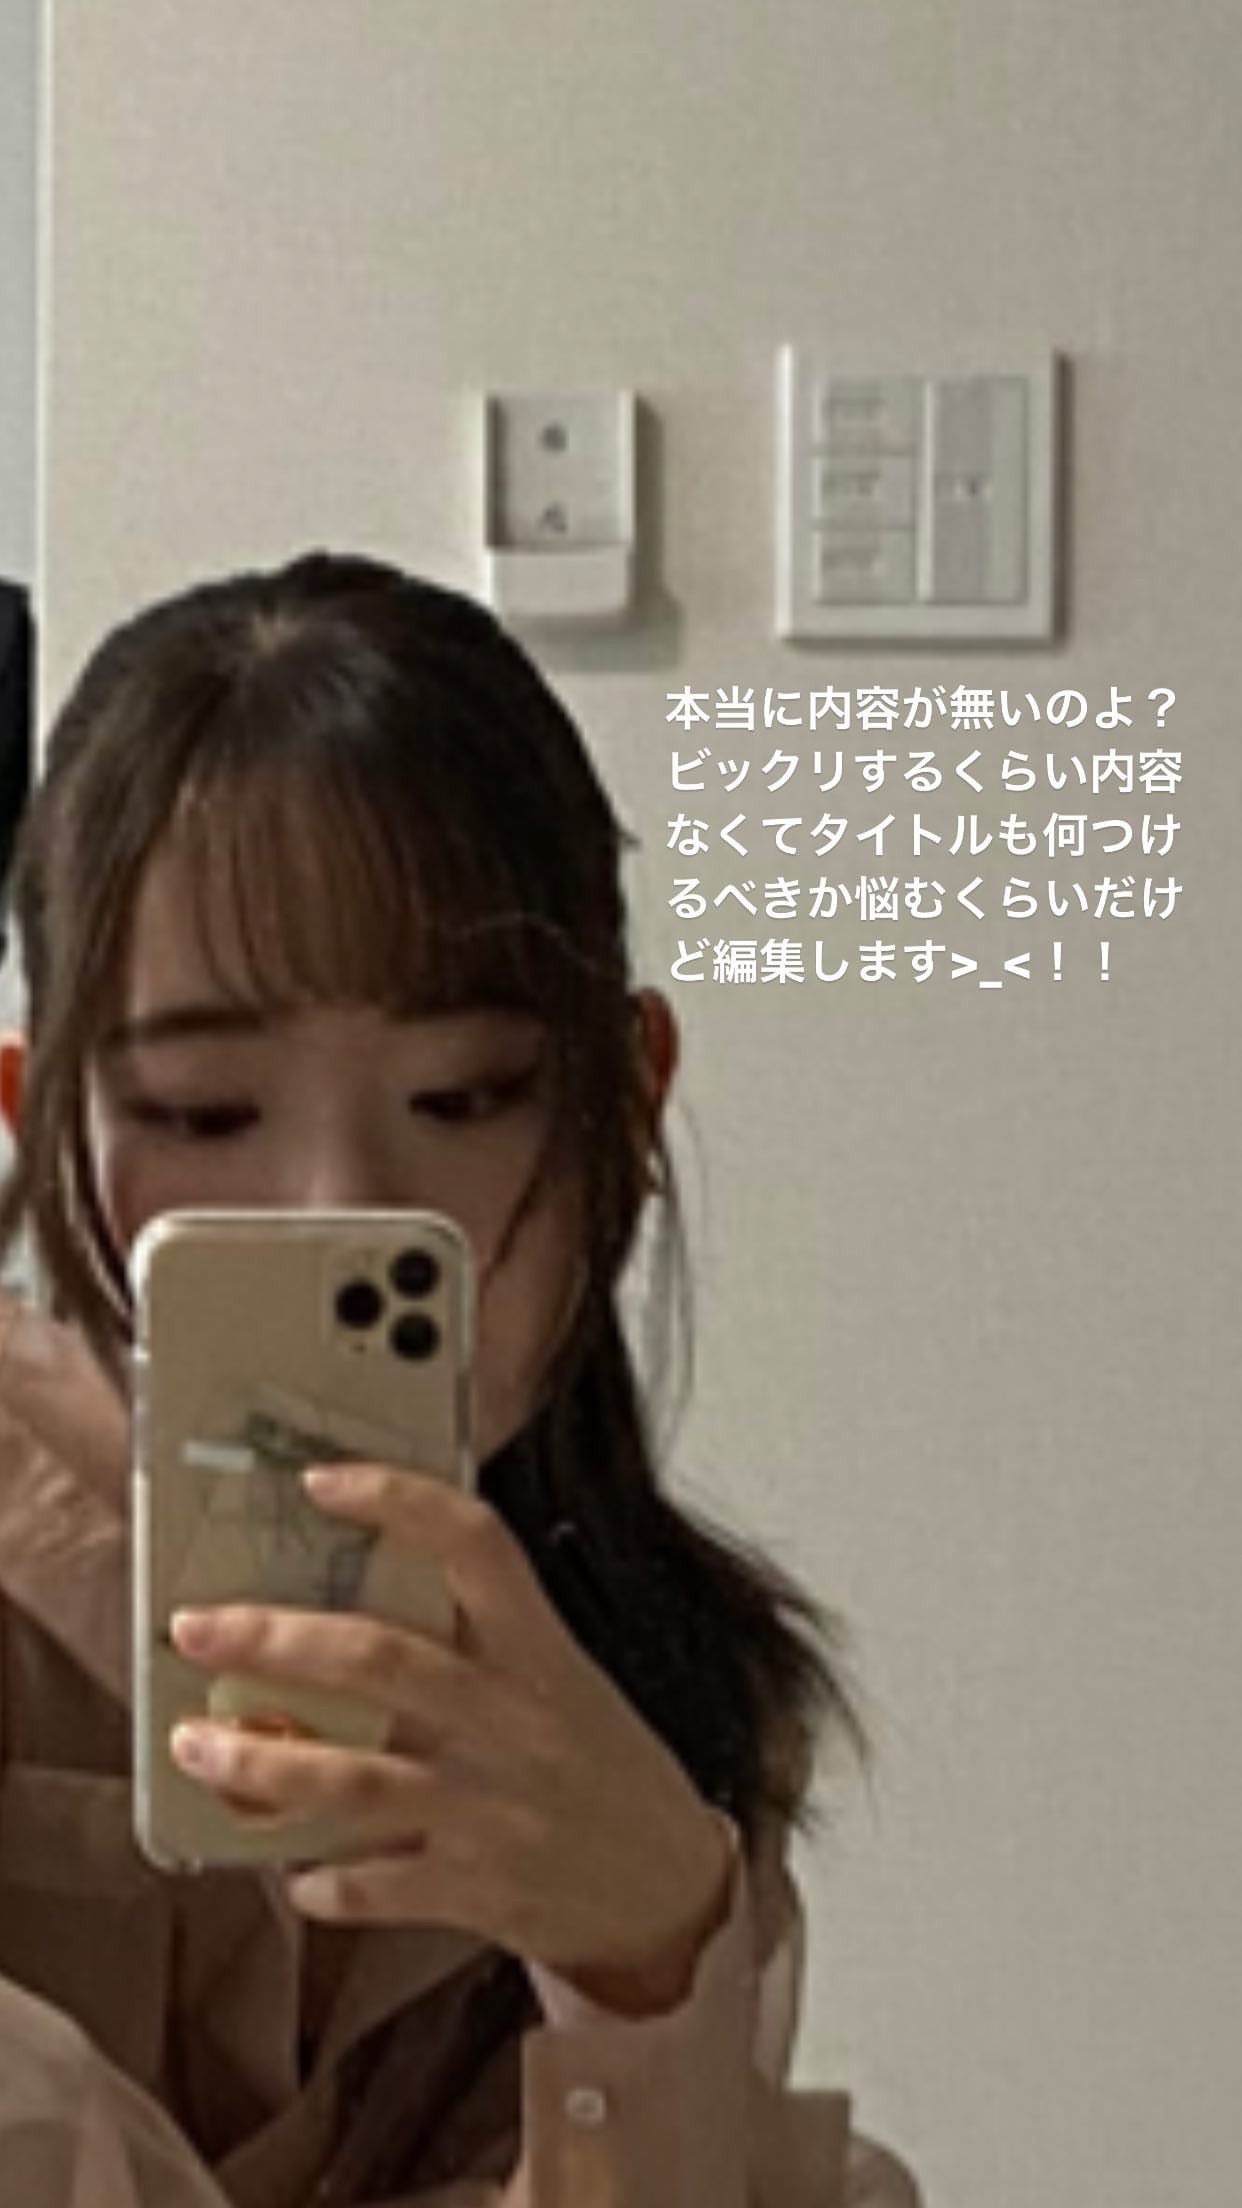 本当に内容が無いのよ？
ビックリするくらい内容
なくてタイトルも何つけ
るべきか悩むくらいだけ
ど編集します>_<！！